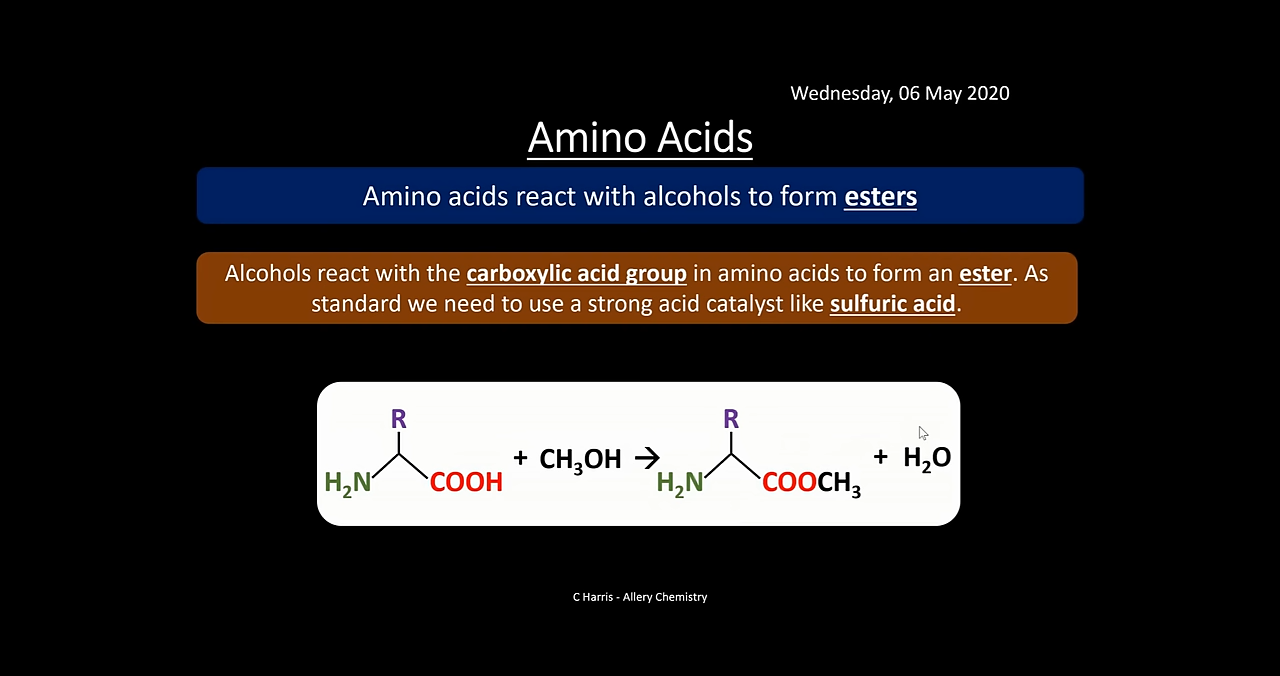 Wednesday, 06 May 2020
Amino Acids
Amino acids react with alcohols to form esters
Alcohols react with the carboxylic acid group in amino acids to form an ester. As
standard we need to use a strong acid catalyst like sulfuric acid.
R R
+ CH₃OH → + H₂O
H₂N COOH H₂N COOCH₃
C Harris - Allery Chemistry